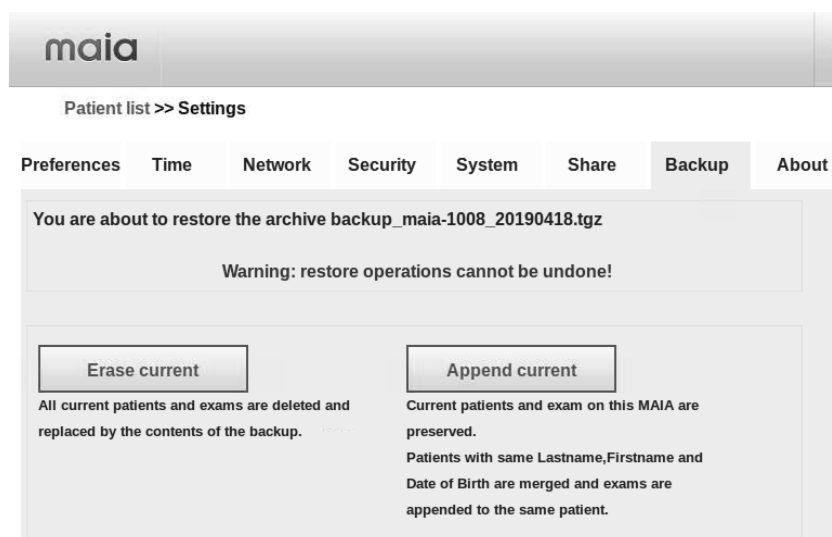 maia
Patient list >> Settings
Preferences Time Network Security System Share Backup About
You are about to restore the archive backup_maia-1008_20190418.tgz
Warning: restore operations cannot be undone!
Erase current
All current patients and exams are deleted and
replaced by the contents of the backup.
Append current
Current patients and exam on this MAIA are
preserved.
Patients with same Lastname,Firstname and
Date of Birth are merged and exams are
appended to the same patient.